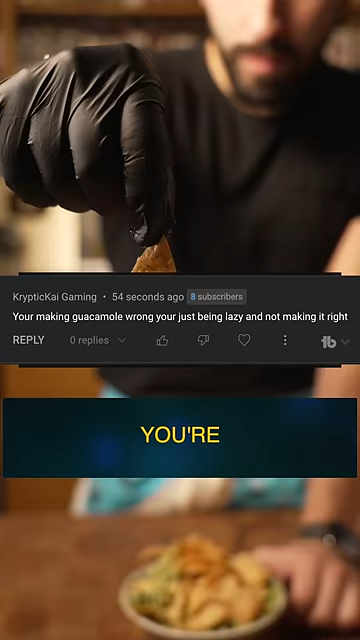 KrypticKai Gaming • 54 seconds ago 8 subscribers
Your making guacamole wrong your just being lazy and not making it right
REPLY 0 replies
YOU'RE